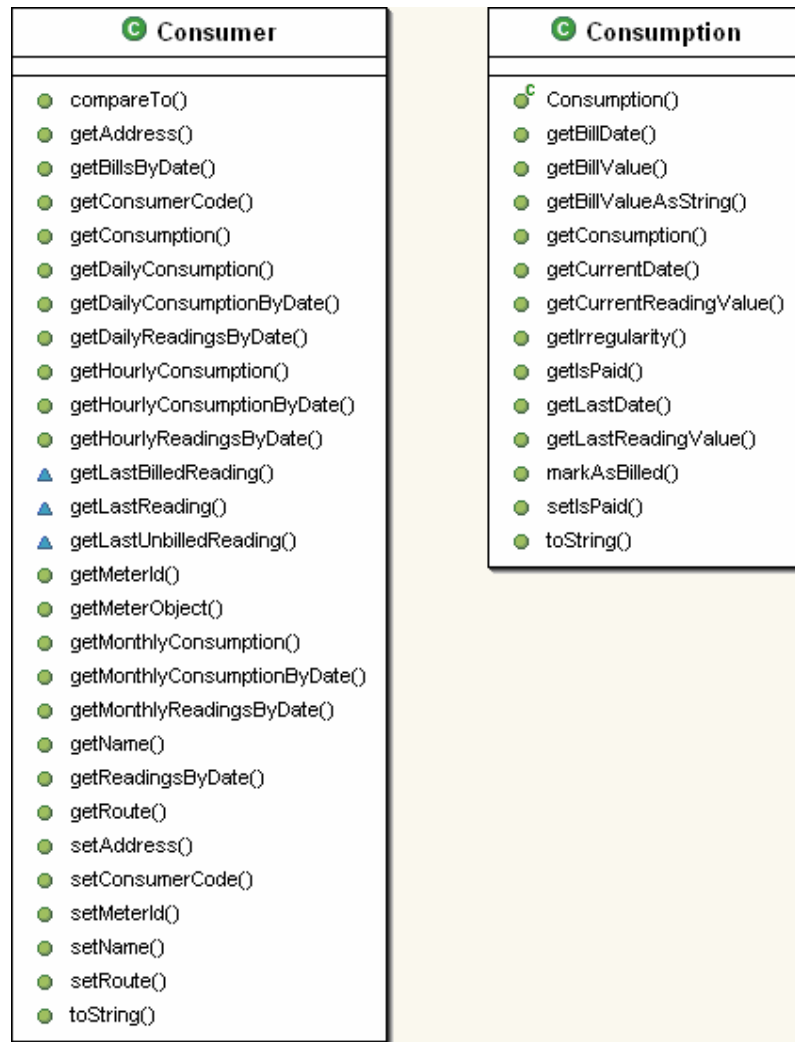 Consumer
compareTo()
getAddress()
getBillsByDate()
getConsumerCode()
getConsumption()
getDailyConsumption()
getDailyConsumptionByDate()
getDailyReadingsByDate()
getHourlyConsumption()
getHourlyConsumptionByDate()
getHourlyReadingsByDate()
getLastBilledReading()
getLastReading()
getLastUnbilledReading()
getMeterId()
getMeterObject()
getMonthlyConsumption()
getMonthlyConsumptionByDate()
getMonthlyReadingsByDate()
getName()
getReadingsByDate()
getRoute()
setAddress()
setConsumerCode()
setMeterId()
setName()
setRoute()
toString()
Consumption
Consumption()
getBillDate()
getBillValue()
getBillValueAsString()
getConsumption()
getCurrentDate()
getCurrentReadingValue()
getIrregularity()
getIsPaid()
getLastDate()
getLastReadingValue()
markAsBilled()
setIsPaid()
toString()